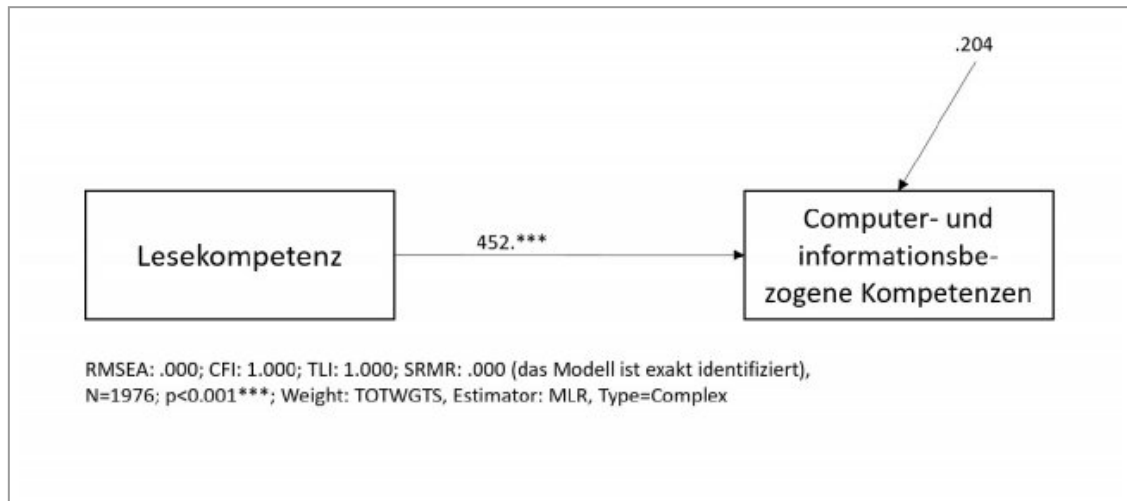 .204
Lesekompetenz
452.***
Computer- und
informationsbe-
zogene Kompetenzen
RMSEA: .000; CFI: 1.000; TLI: 1.000; SRMR: .000 (das Modell ist exakt identifiziert),
N=1976; p<0.001***; Weight: TOTWGTS, Estimator: MLR, Type=Complex